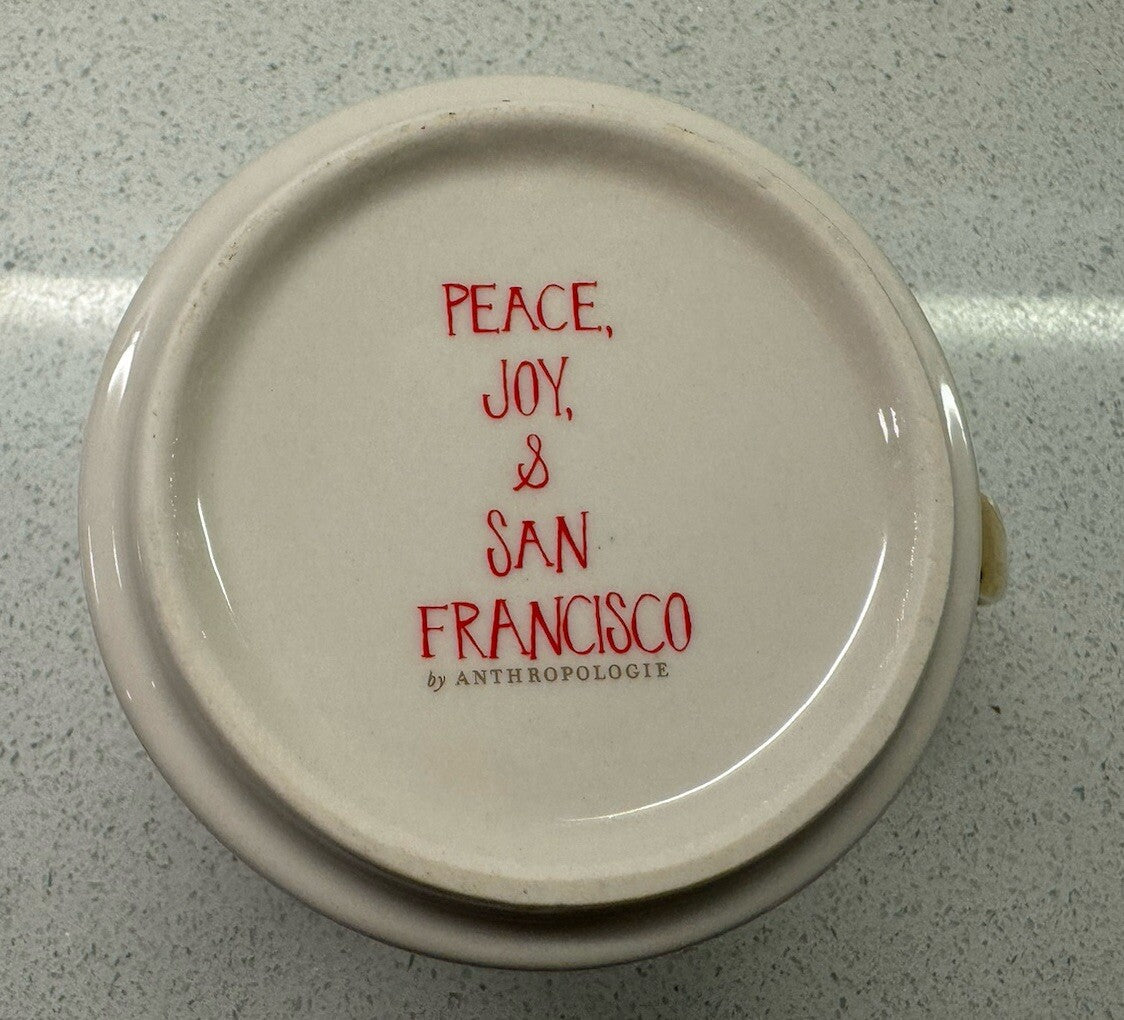 PEACE,
JOY,
&
SAN
FRANCISCO
by ANTHROPOLOGIE